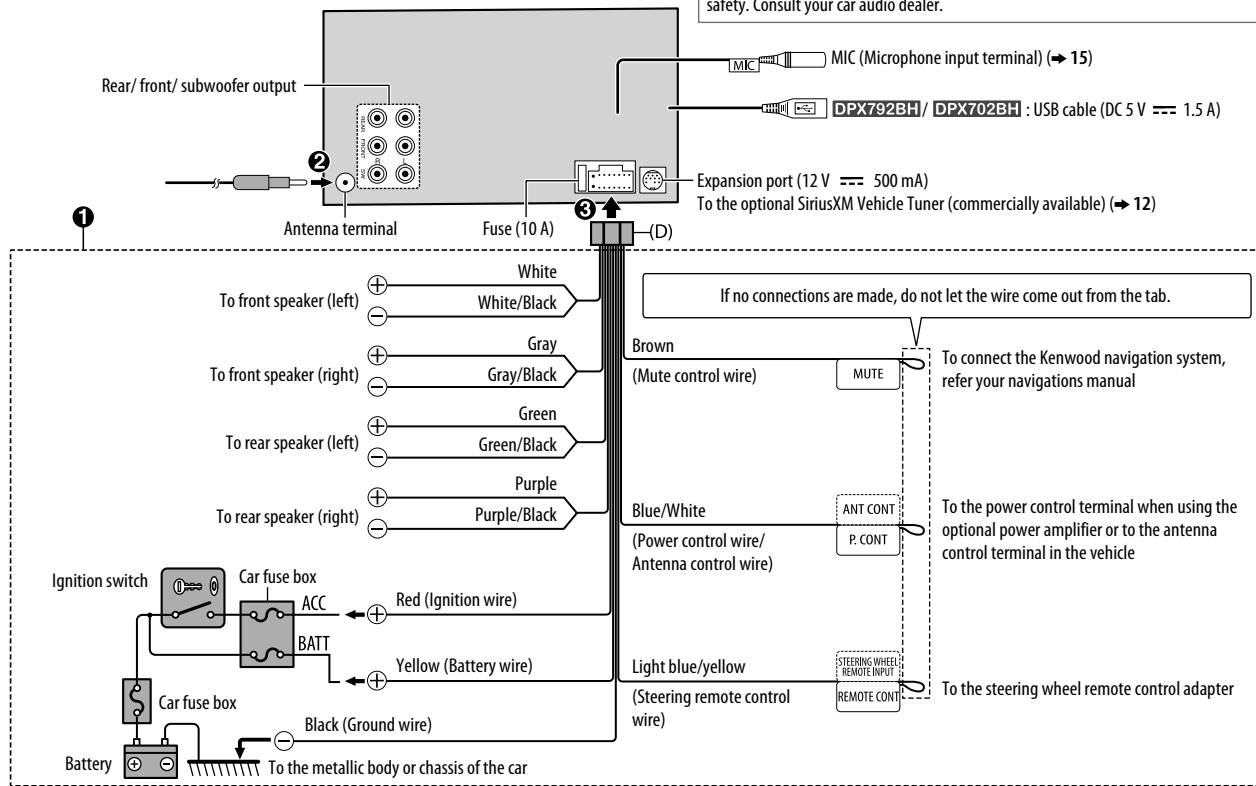 safety. Consult your car audio dealer.
MIC
MIC (Microphone input terminal) (➜ 15)
Rear/ front/ subwoofer output
DPX792BH/ DPX702BH : USB cable (DC 5 V ⎓ 1.5 A)
REAR
FRONT
SW
R
L
❷
Expansion port (12 V ⎓ 500 mA)
To the optional SiriusXM Vehicle Tuner (commercially available) (➜ 12)
❶
Antenna terminal
Fuse (10 A)
❸
(D)
White
White/Black
To front speaker (left)
Gray
Gray/Black
To front speaker (right)
Green
Green/Black
To rear speaker (left)
Purple
Purple/Black
To rear speaker (right)
If no connections are made, do not let the wire come out from the tab.
Brown
(Mute control wire)
MUTE
To connect the Kenwood navigation system,
refer your navigations manual
Blue/White
(Power control wire/
Antenna control wire)
ANT CONT
P. CONT
To the power control terminal when using the
optional power amplifier or to the antenna
control terminal in the vehicle
Ignition switch
Car fuse box
ACC
Red (Ignition wire)
BATT
Yellow (Battery wire)
Light blue/yellow
(Steering remote control
wire)
STEERING WHEEL
REMOTE INPUT
REMOTE CONT
To the steering wheel remote control adapter
Car fuse box
Black (Ground wire)
Battery
To the metallic body or chassis of the car